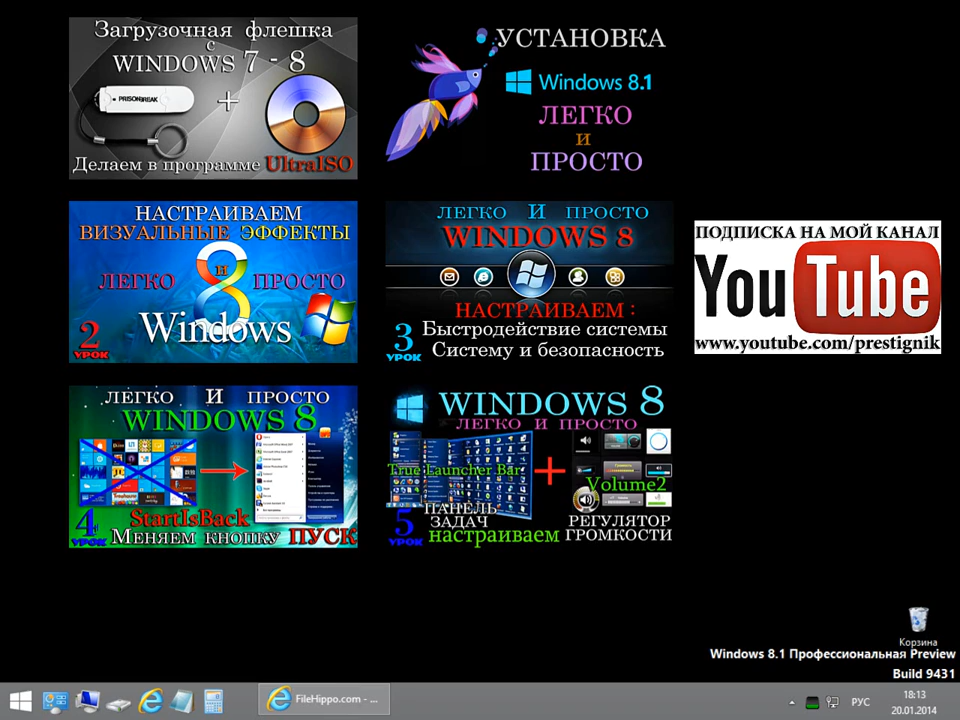 Загрузочная флешка
с
WINDOWS 7 - 8
PRISONBREAK
+
Делаем в программе UltraISO
УСТАНОВКА
Windows 8.1
ЛЕГКО
и
ПРОСТО
НАСТРАИВАЕМ
ВИЗУАЛЬНЫЕ ЭФФЕКТЫ
ЛЕГКО И ПРОСТО
8
Windows
2
УРОК
ЛЕГКО И ПРОСТО
WINDOWS 8
НАСТРАИВАЕМ :
3
УРОК
Быстродействие системы
Систему и безопасность
ПОДПИСКА НА МОЙ КАНАЛ
YouTube
www.youtube.com/prestignik
ЛЕГКО И ПРОСТО
WINDOWS 8
StartIsBack
4
УРОК
Меняем кнопку ПУСК
WINDOWS 8
ЛЕГКО И ПРОСТО
True Launcher Bar
+
Volume2
5
УРОК
ПАНЕЛЬ
ЗАДАЧ
настраиваем
РЕГУЛЯТОР
ГРОМКОСТИ
Корзина
Windows 8.1 Профессиональная Preview
Build 9431
FileHippo.com - ...
РУС
18:13
20.01.2014